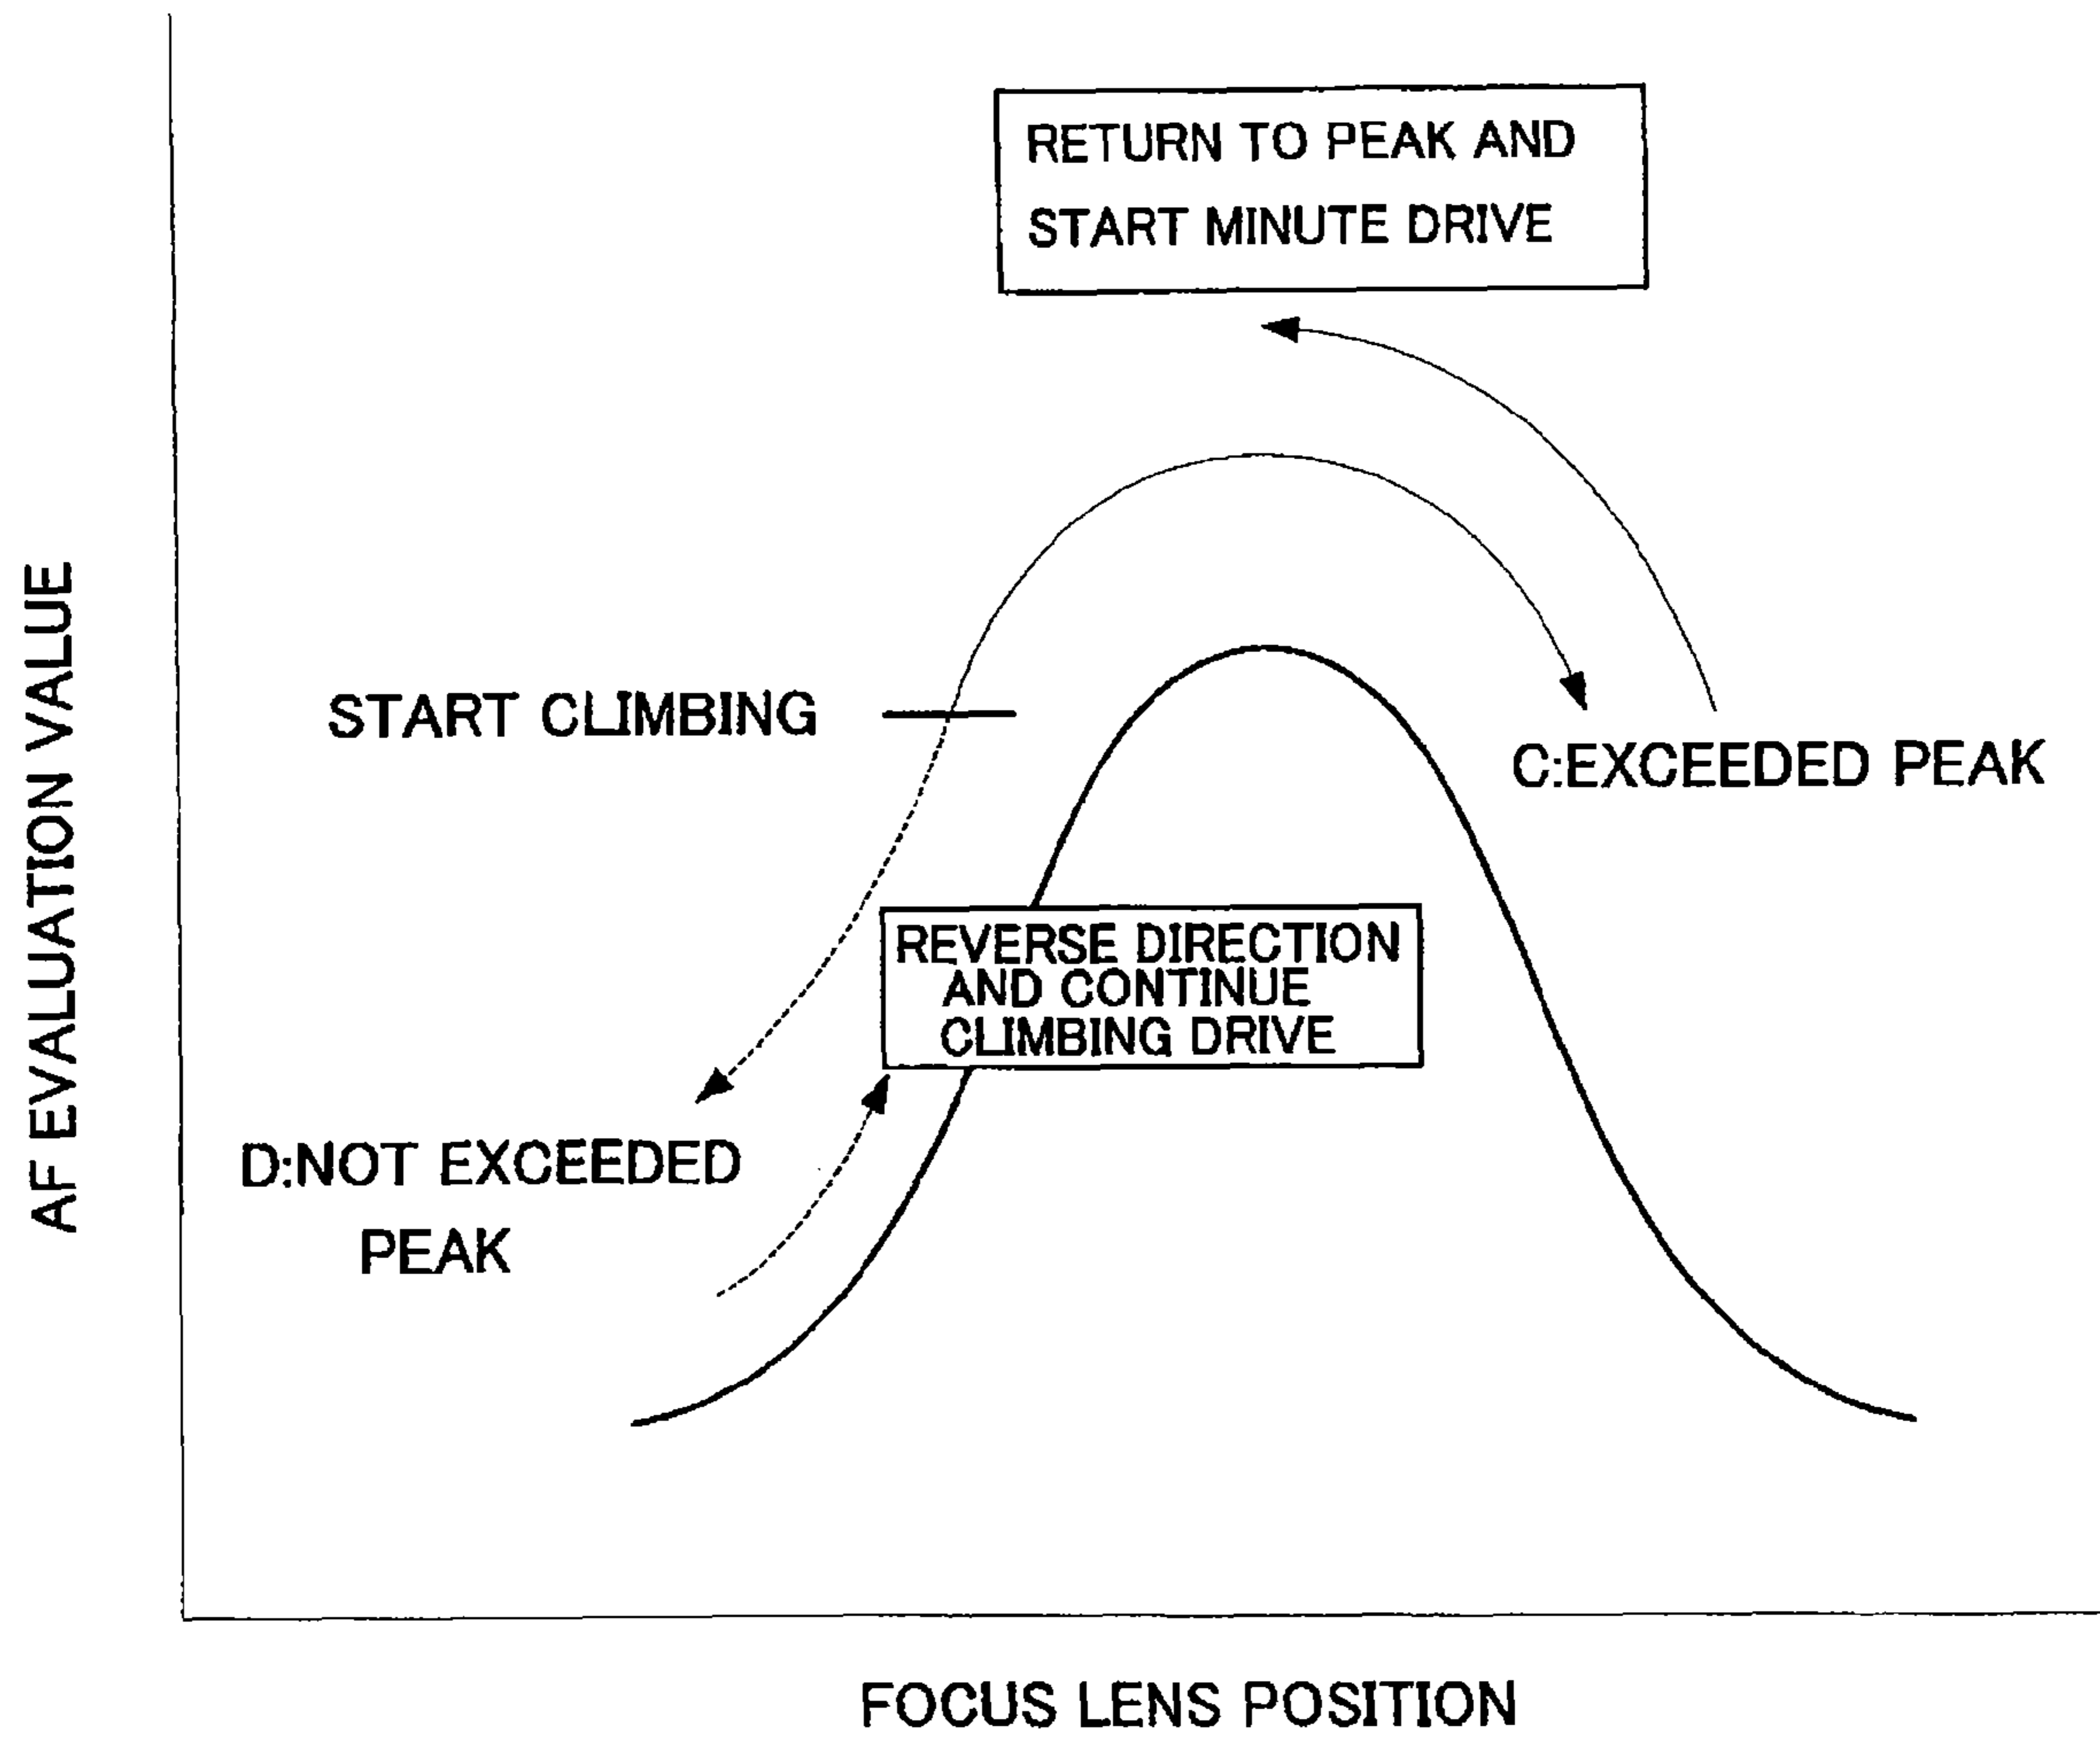 RETURN TO PEAK AND
START MINUTE DRIVE
START CLIMBING
C:EXCEEDED PEAK
REVERSE DIRECTION
AND CONTINUE
CLIMBING DRIVE
D:NOT EXCEEDED
PEAK
AF EVALUATION VALUE
FOCUS LENS POSITION